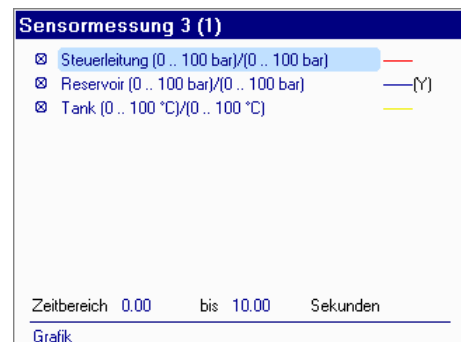 Sensormessung 3 (1)
Steuerleitung (0 .. 100 bar)/(0 .. 100 bar)
Reservoir (0 .. 100 bar)/(0 .. 100 bar) (Y)
Tank (0 .. 100 °C)/(0 .. 100 °C)
Zeitbereich 0.00 bis 10.00 Sekunden
Grafik